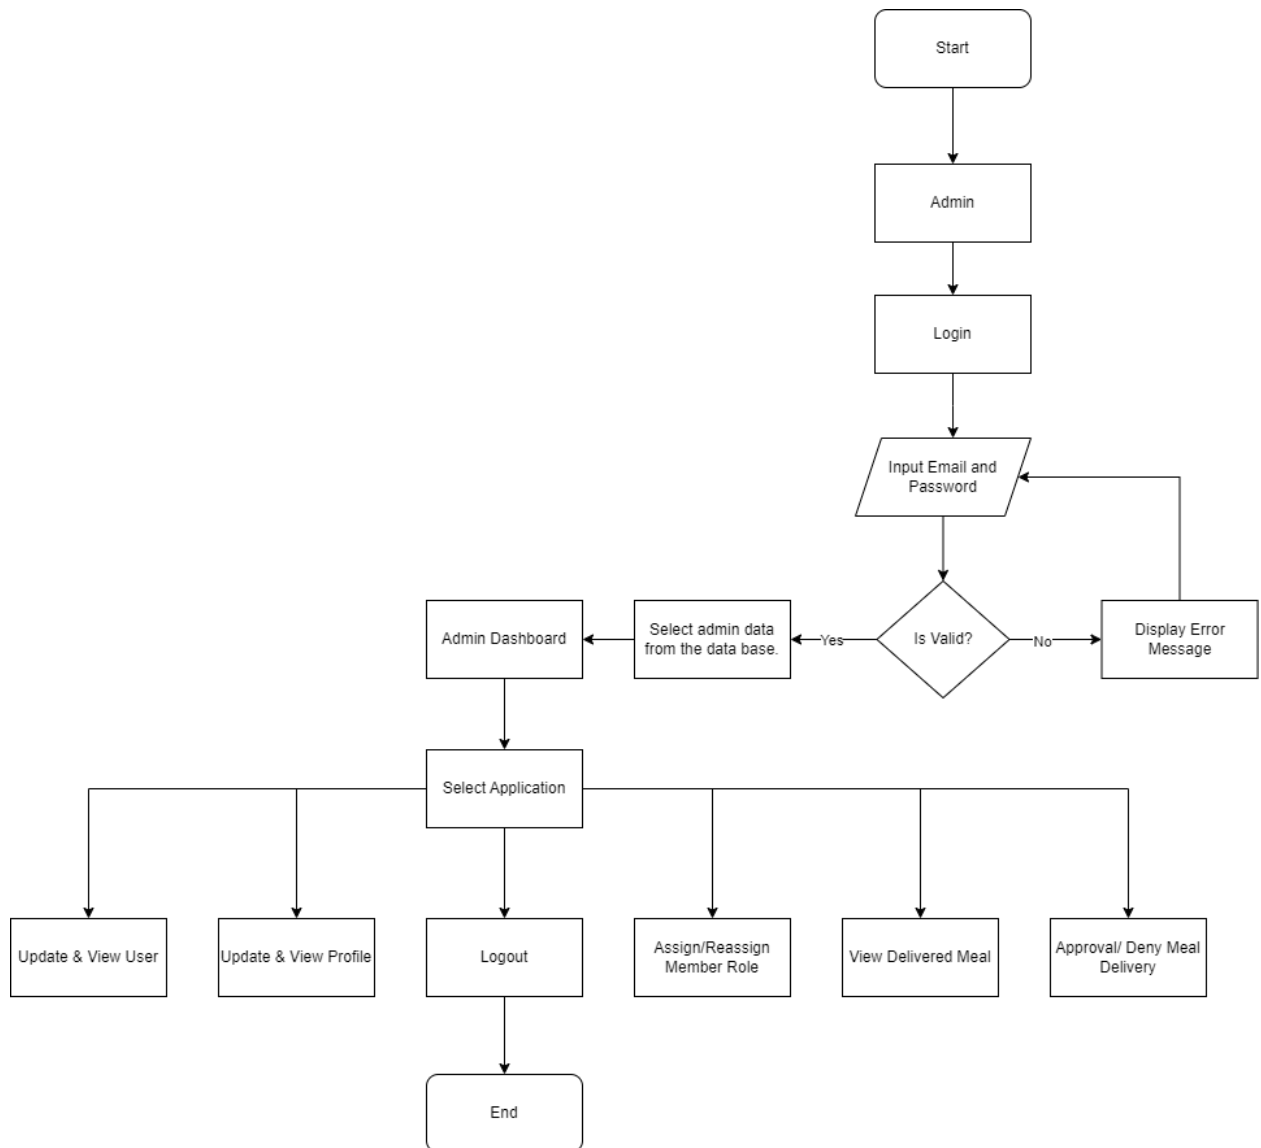 Start
Admin
Login
Input Email and
Password
Admin Dashboard
Select admin data
from the data base.
Yes
Is Valid?
No
Display Error
Message
Select Application
Update & View User
Update & View Profile
Logout
Assign/Reassign
Member Role
View Delivered Meal
Approval/ Deny Meal
Delivery
End